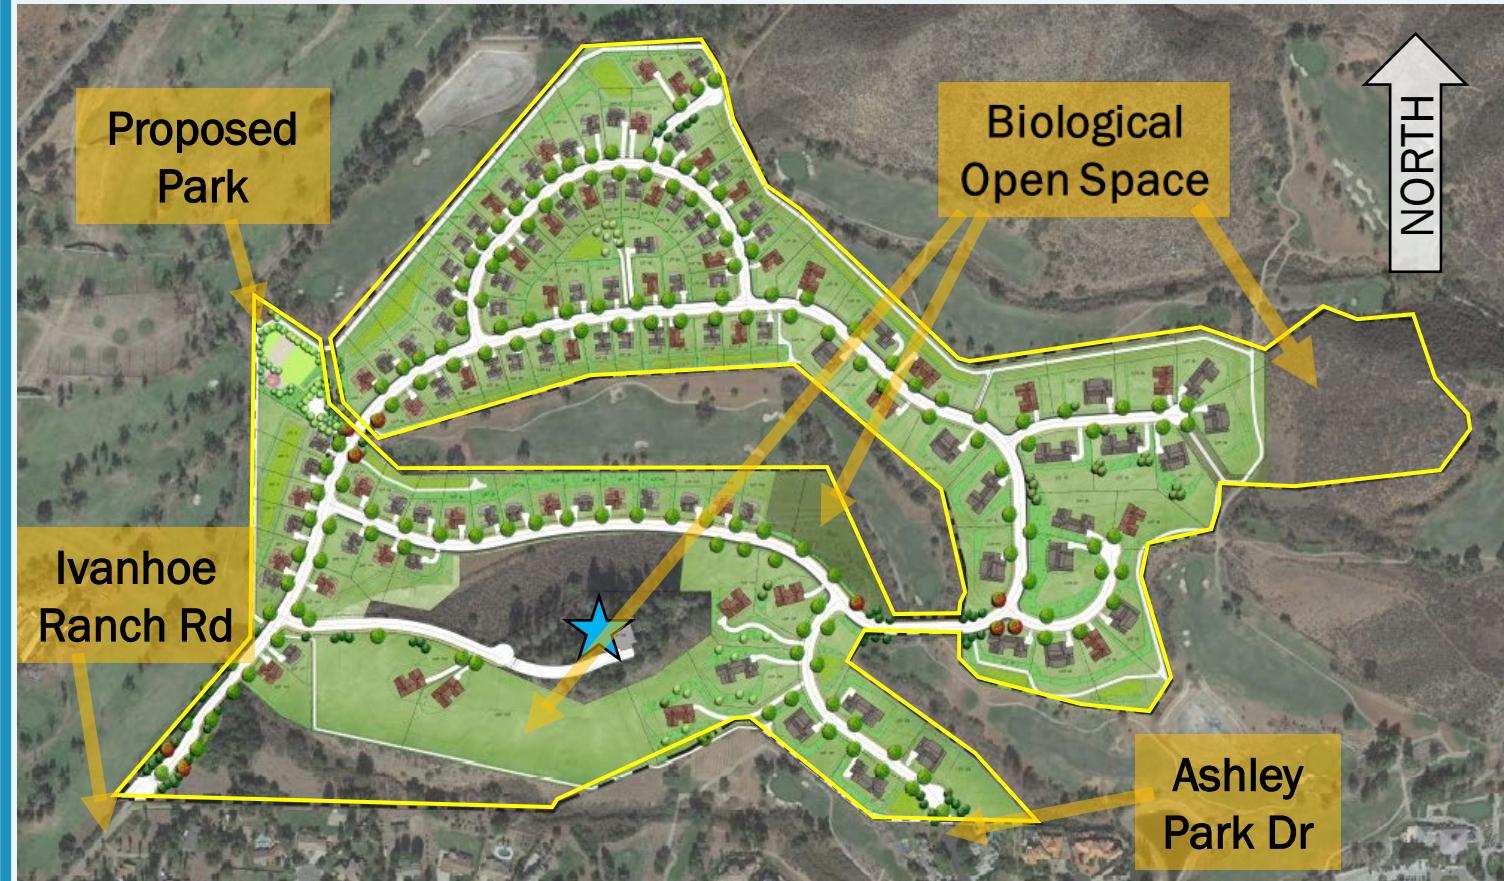 Proposed
Park
Biological
Open Space
NORTH
Ivanhoe
Ranch Rd
Ashley
Park Dr